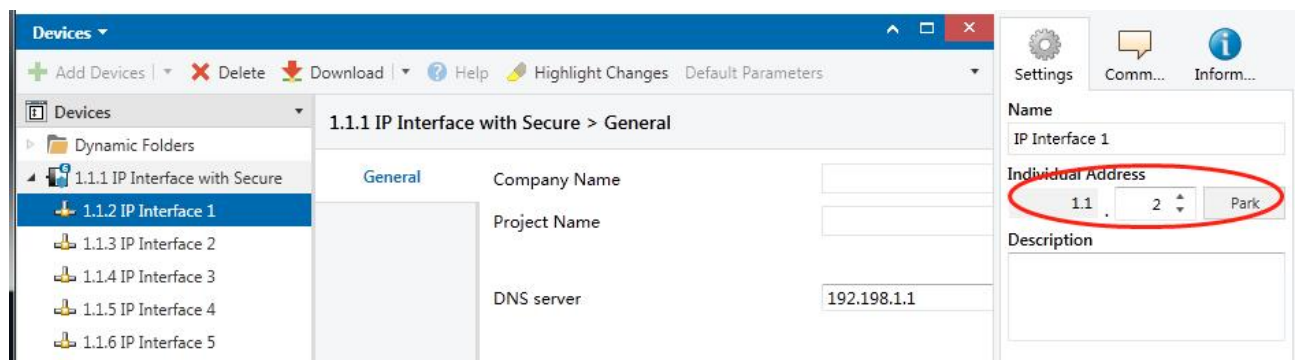 Devices
Add Devices Delete Download Help Highlight Changes Default Parameters
Devices
Dynamic Folders
1.1.1 IP Interface with Secure
1.1.2 IP Interface 1
1.1.3 IP Interface 2
1.1.4 IP Interface 3
1.1.5 IP Interface 4
1.1.6 IP Interface 5
1.1.1 IP Interface with Secure > General
General
Company Name
Project Name
DNS server 192.198.1.1
Settings Comm... Inform...
Name
IP Interface 1
Individual Address
1.1 . 2 Park
Description